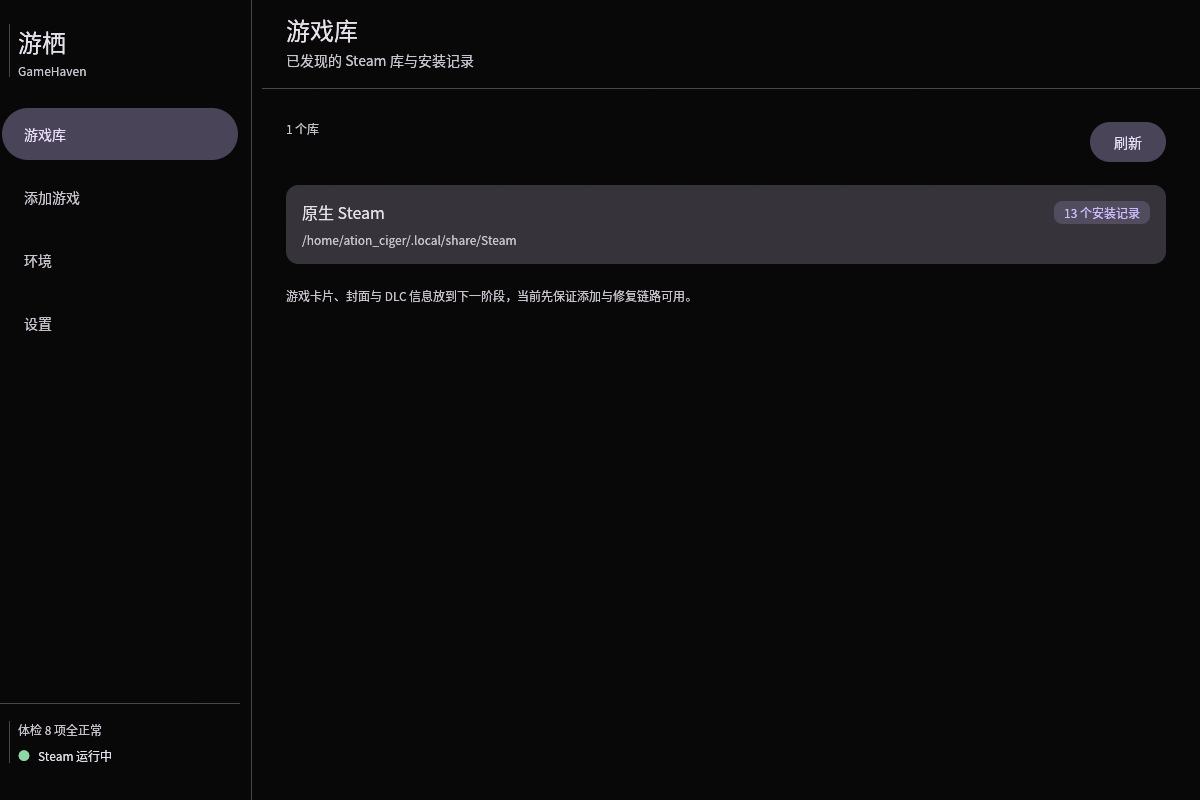 游栖
GameHaven
游戏库
添加游戏
环境
设置
体检 8 项全正常
Steam 运行中
游戏库
已发现的 Steam 库与安装记录
1 个库
刷新
原生 Steam
13 个安装记录
/home/ation_ciger/.local/share/Steam
游戏卡片、封面与 DLC 信息放到下一阶段，当前先保证添加与修复链路可用。